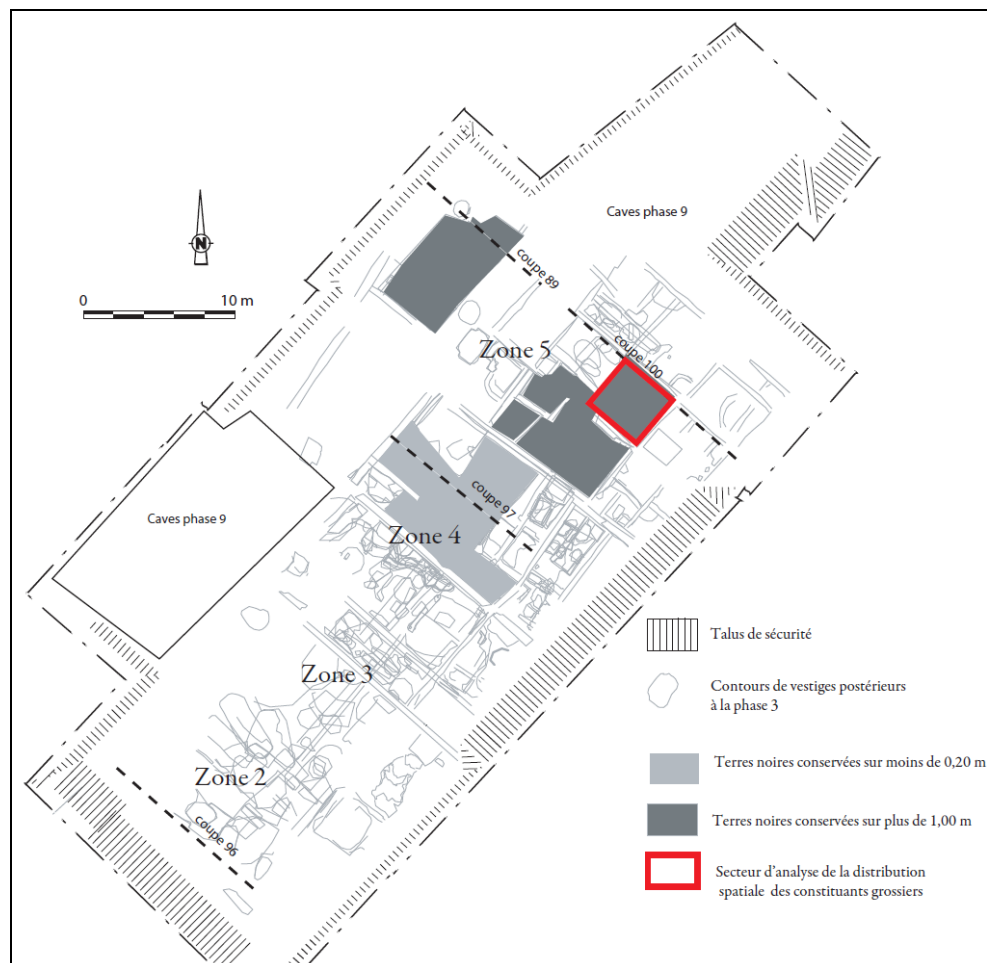 Caves phase 9
N
0 10 m
coupe 89
Zone 5
coupe 100
coupe 97
Caves phase 9
Zone 4
Zone 3
Zone 2
coupe 96
Talus de sécurité
Contours de vestiges postérieurs
à la phase 3
Terres noires conservées sur moins de 0,20 m
Terres noires conservées sur plus de 1,00 m
Secteur d'analyse de la distribution
spatiale des constituants grossiers